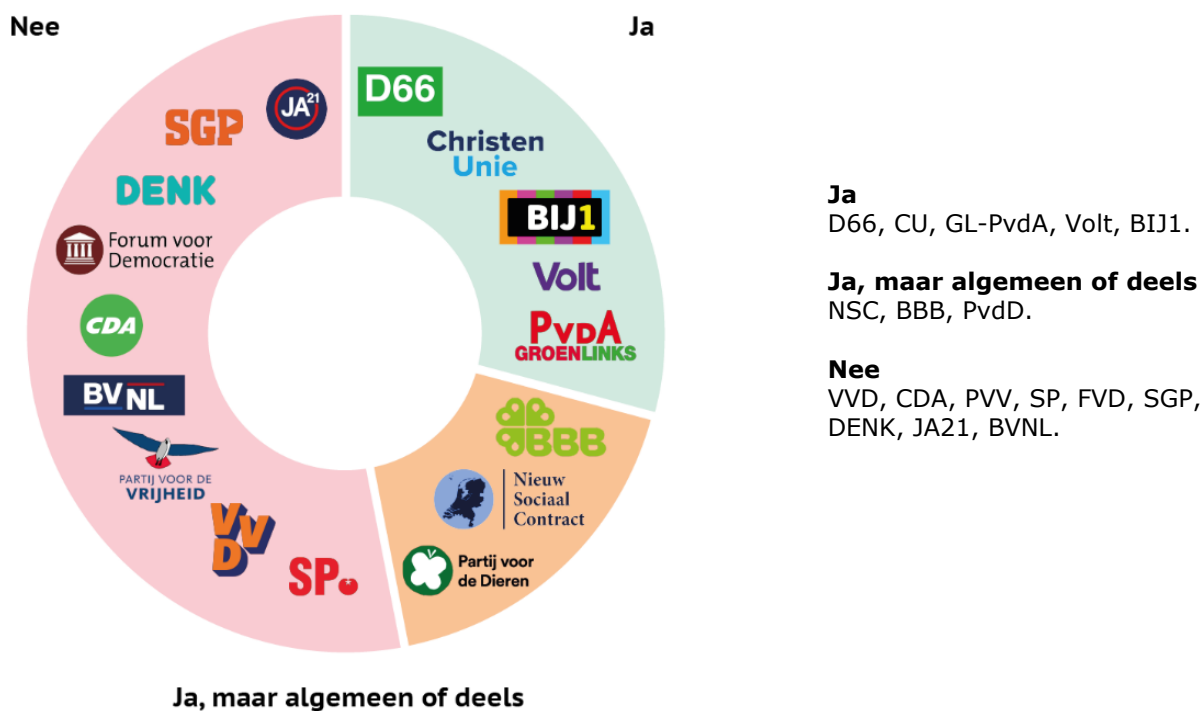 Nee
Ja
D66
JA21
SGP
Christen
Unie
DENK
BIJ1
Forum voor
Democratie
Volt
CDA
PvdA
GROENLINKS
BVNL
BBB
PARTIJ VOOR DE
VRIJHEID
Nieuw
Sociaal
Contract
VVD
SP
Partij voor
de Dieren
Ja, maar algemeen of deels
Ja
D66, CU, GL-PvdA, Volt, BIJ1.
Ja, maar algemeen of deels
NSC, BBB, PvdD.
Nee
VVD, CDA, PVV, SP, FVD, SGP,
DENK, JA21, BVNL.